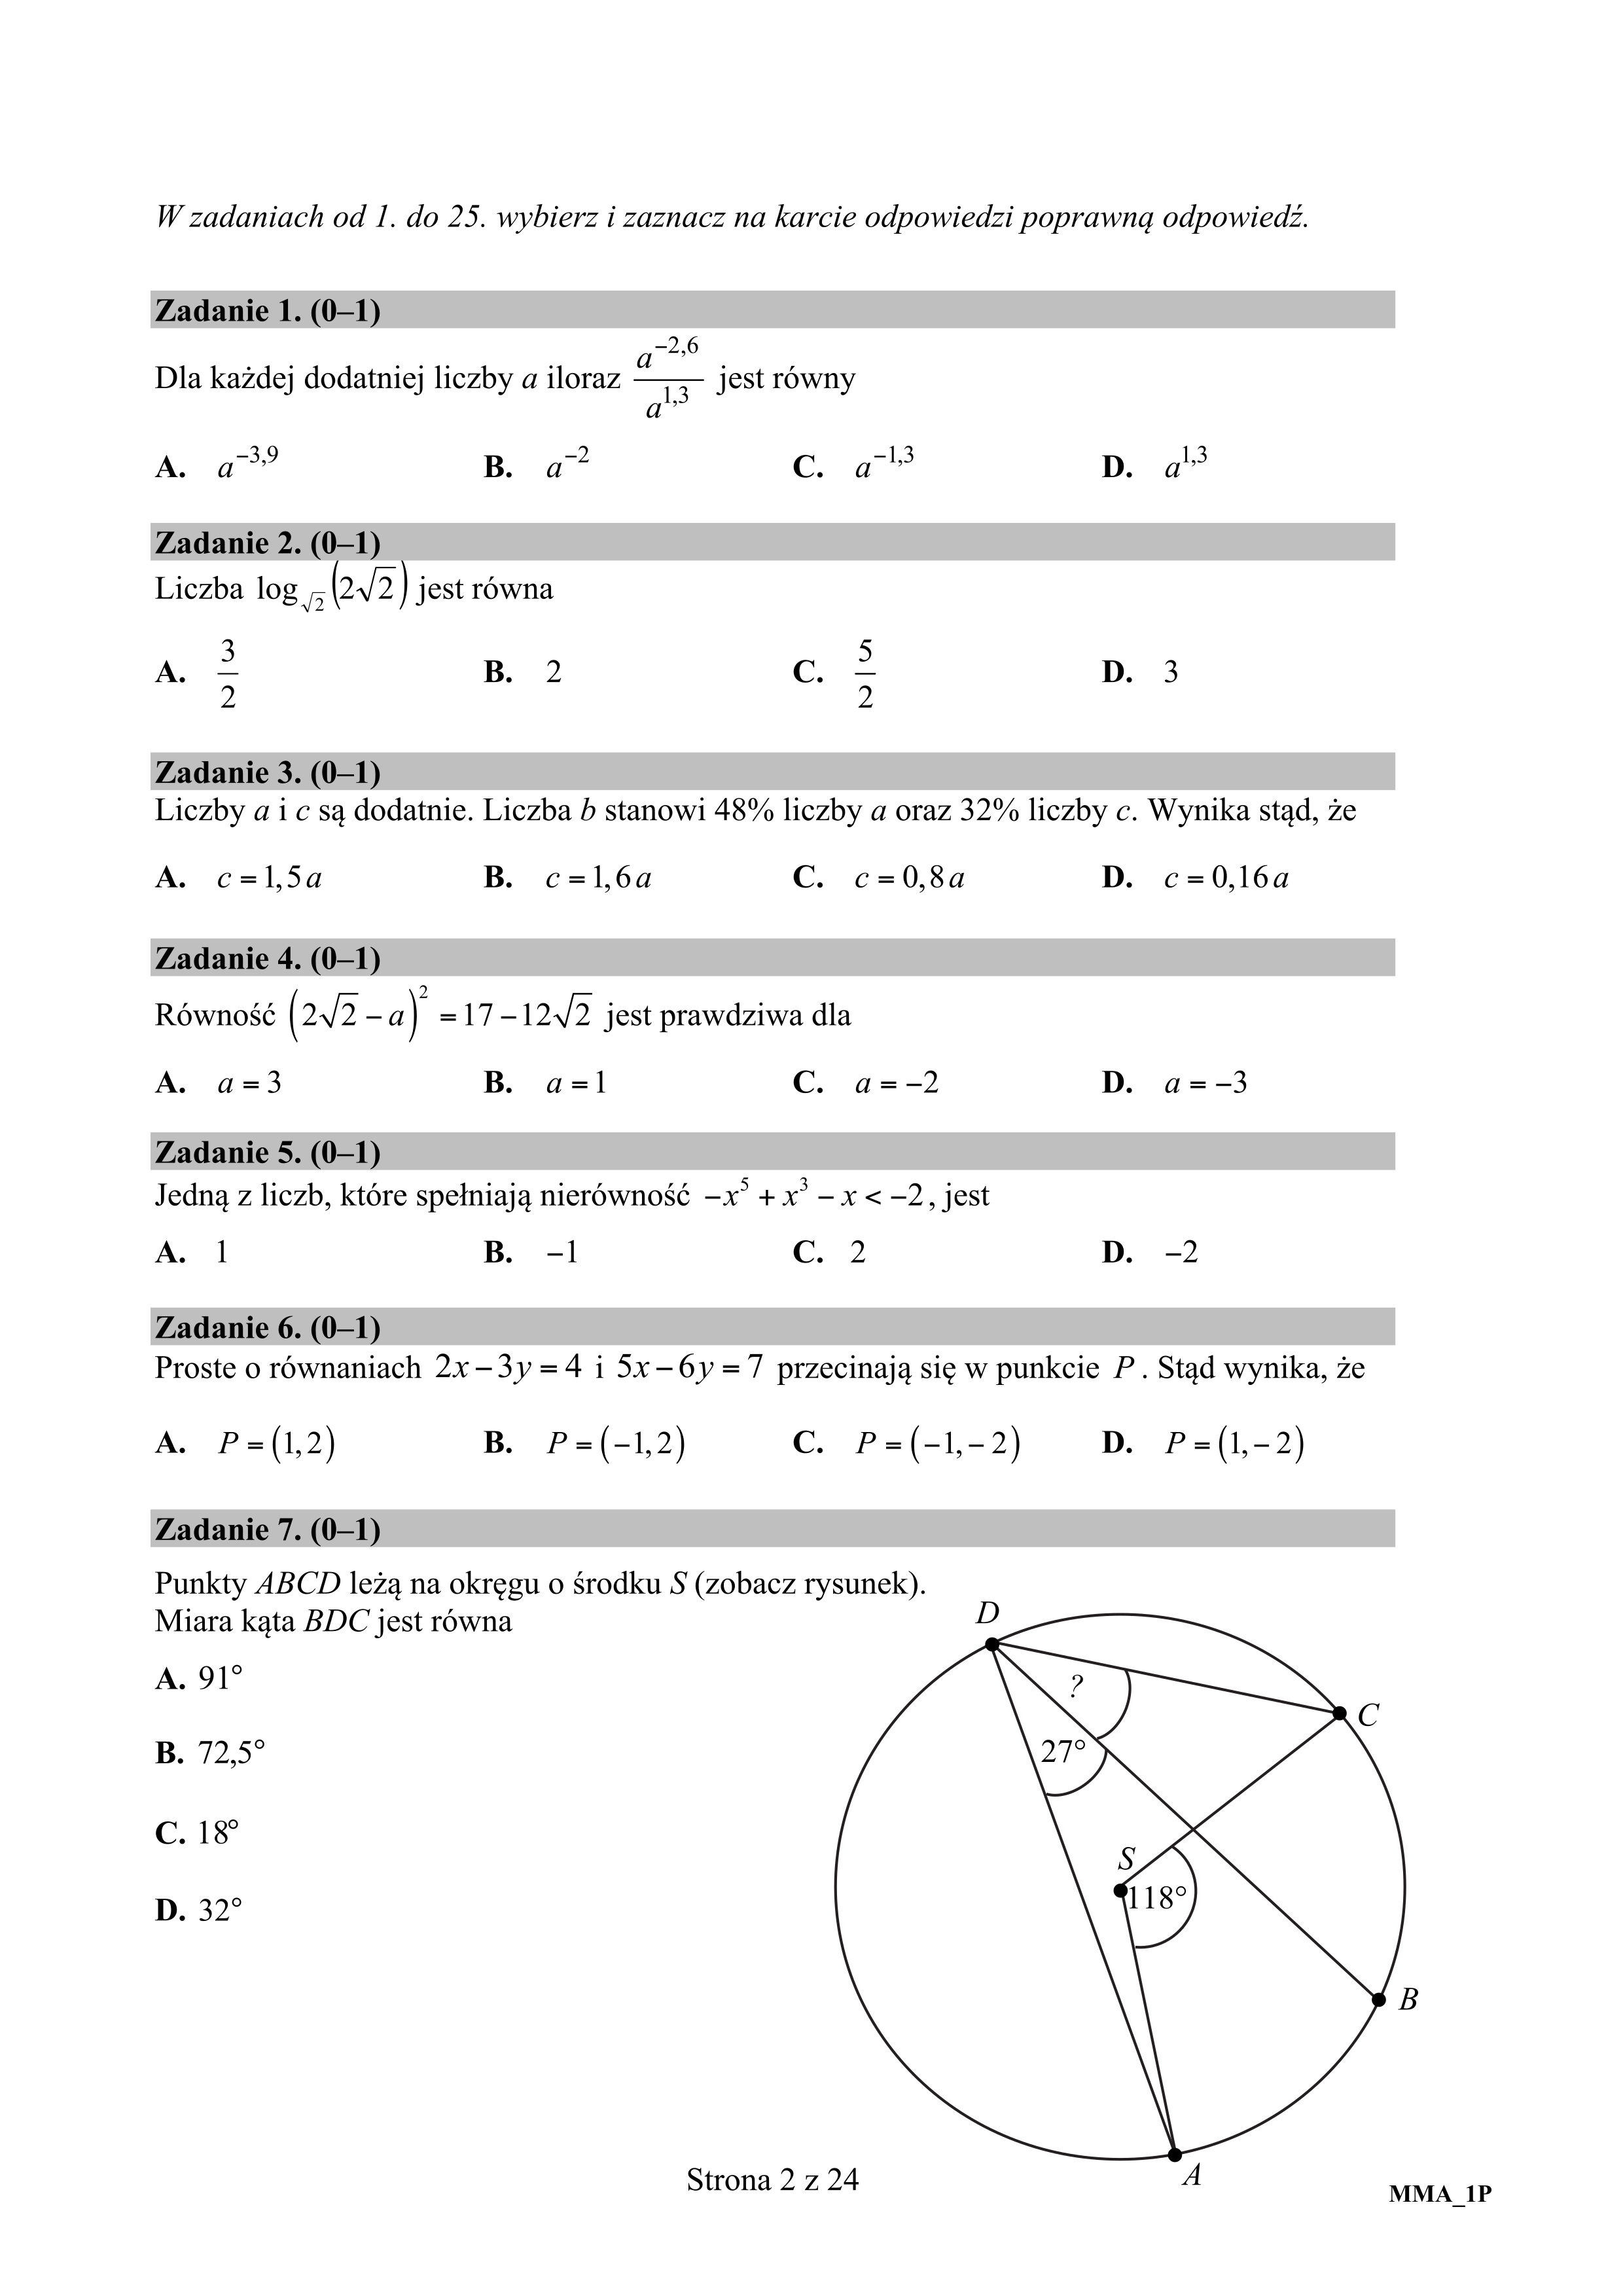 W zadaniach od 1. do 25. wybierz i zaznacz na karcie odpowiedzi poprawną odpowiedź.
Zadanie 1. (0–1)
Dla każdej dodatniej liczby a iloraz \frac{a^{-2,6}}{a^{1,3}} jest równy
A. a^{-3,9} B. a^{-2} C. a^{-1,3} D. a^{1,3}
Zadanie 2. (0–1)
Liczba log_{√2}(2√2) jest równa
A. \frac{3}{2} B. 2 C. \frac{5}{2} D. 3
Zadanie 3. (0–1)
Liczby a i c są dodatnie. Liczba b stanowi 48% liczby a oraz 32% liczby c. Wynika stąd, że
A. c = 1,5a B. c = 1,6a C. c = 0,8a D. c = 0,16a
Zadanie 4. (0–1)
Równość (2√2 − a)^2 = 17 − 12√2 jest prawdziwa dla
A. a = 3 B. a = 1 C. a = −2 D. a = −3
Zadanie 5. (0–1)
Jedną z liczb, które spełniają nierówność −x^5 + x^3 − x < −2, jest
A. 1 B. −1 C. 2 D. −2
Zadanie 6. (0–1)
Proste o równaniach 2x − 3y = 4 i 5x − 6y = 7 przecinają się w punkcie P. Stąd wynika, że
A. P = (1, 2) B. P = (−1, 2) C. P = (−1, −2) D. P = (1, −2)
Zadanie 7. (0–1)
Punkty ABCD leżą na okręgu o środku S (zobacz rysunek).
Miara kąta BDC jest równa
A. 91°
B. 72,5°
C. 18°
D. 32°
D
?
C
27°
S
118°
B
A
Strona 2 z 24
MMA_1P